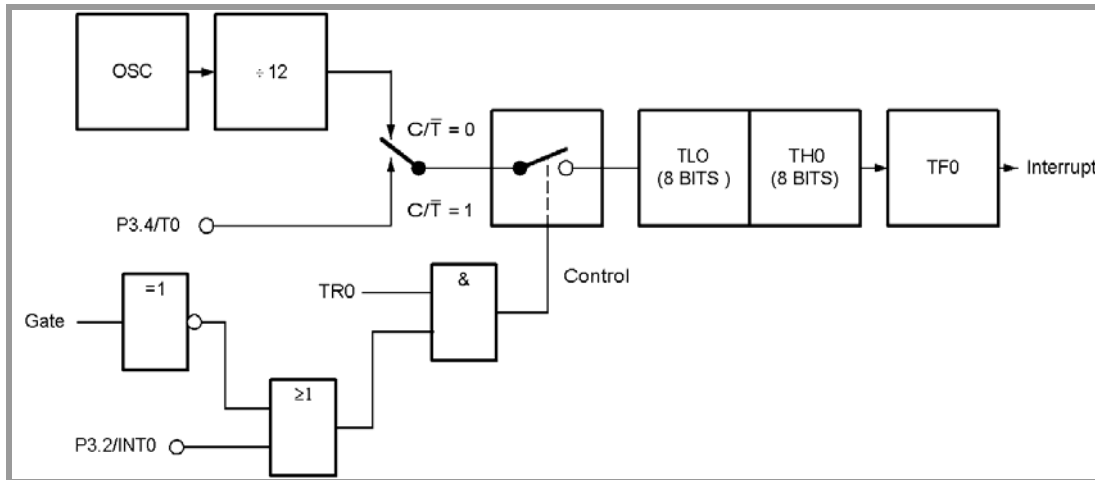 OSC
÷ 12
C/T̅ = 0
C/T̅ = 1
P3.4/T0
TLO
(8 BITS )
TH0
(8 BITS)
TF0
Interrupt
Control
TR0
&
=1
Gate
≥1
P3.2/INT0